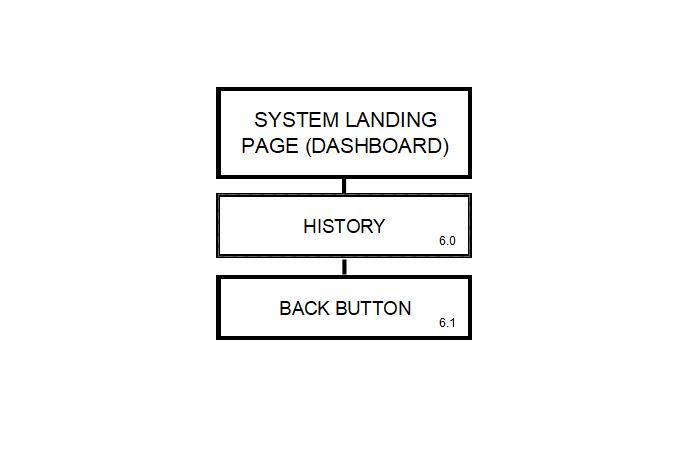 SYSTEM LANDING
PAGE (DASHBOARD)
HISTORY
6.0
BACK BUTTON
6.1